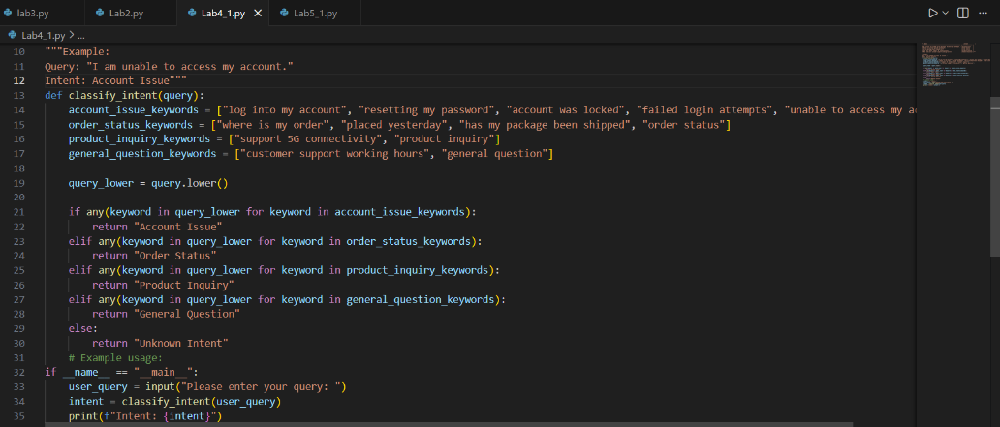 lab3.py Lab2.py Lab4_1.py Lab5_1.py
Lab4_1.py > ...
10 """Example:
11 Query: "I am unable to access my account."
12 Intent: Account Issue"""
13 def classify_intent(query):
14     account_issue_keywords = ["log into my account", "resetting my password", "account was locked", "failed login attempts", "unable to access my a
15     order_status_keywords = ["where is my order", "placed yesterday", "has my package been shipped", "order status"]
16     product_inquiry_keywords = ["support 5G connectivity", "product inquiry"]
17     general_question_keywords = ["customer support working hours", "general question"]
18
19     query_lower = query.lower()
20
21     if any(keyword in query_lower for keyword in account_issue_keywords):
22         return "Account Issue"
23     elif any(keyword in query_lower for keyword in order_status_keywords):
24         return "Order Status"
25     elif any(keyword in query_lower for keyword in product_inquiry_keywords):
26         return "Product Inquiry"
27     elif any(keyword in query_lower for keyword in general_question_keywords):
28         return "General Question"
29     else:
30         return "Unknown Intent"
31     # Example usage:
32 if __name__ == "__main__":
33     user_query = input("Please enter your query: ")
34     intent = classify_intent(user_query)
35     print(f"Intent: {intent}")